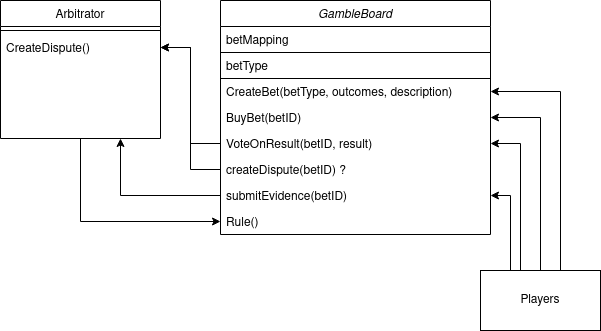 Arbitrator
CreateDispute()
GambleBoard
betMapping
betType
CreateBet(betType, outcomes, description)
BuyBet(betID)
VoteOnResult(betID, result)
createDispute(betID) ?
submitEvidence(betID)
Rule()
Players